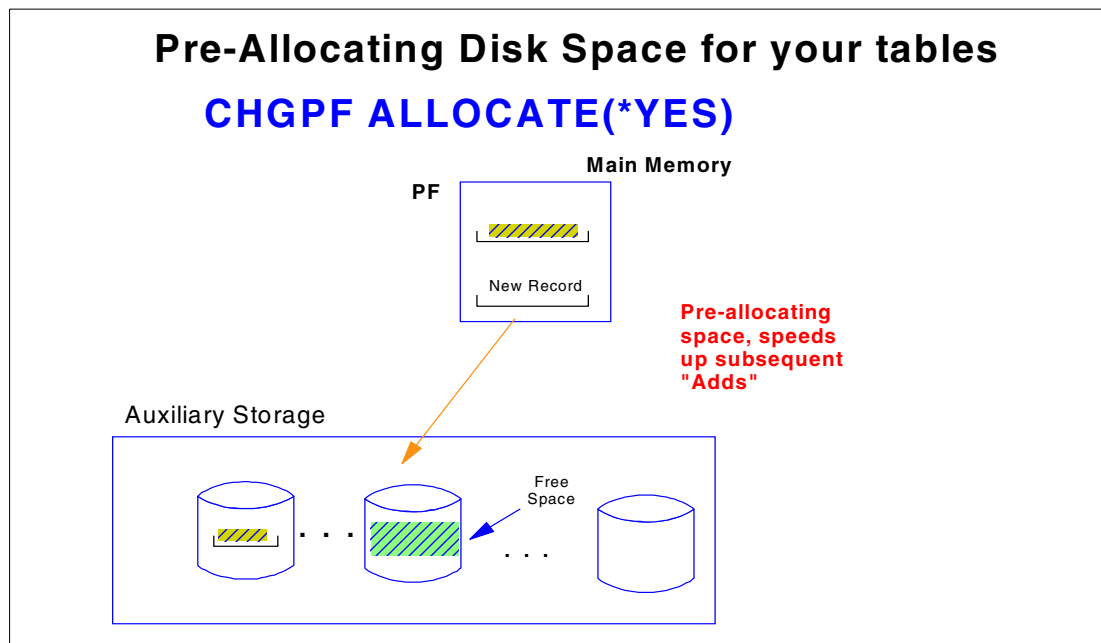 Pre-Allocating Disk Space for your tables
CHGPF ALLOCATE(*YES)
Main Memory
PF
New Record
Pre-allocating
space, speeds
up subsequent
"Adds"
Auxiliary Storage
Free
Space
. . .
. . .